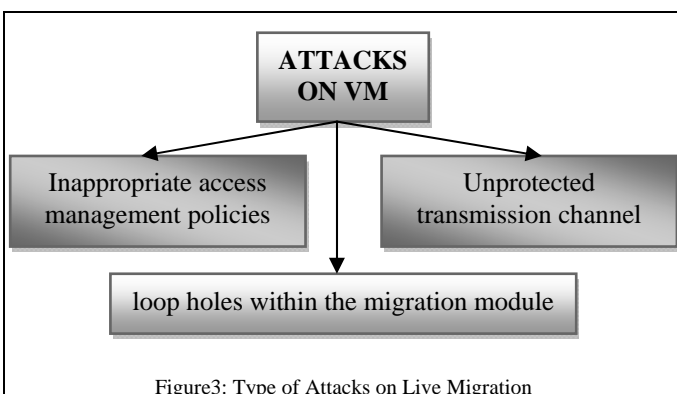 ATTACKS
ON VM
Inappropriate access
management policies
Unprotected
transmission channel
loop holes within the migration module
Figure3: Type of Attacks on Live Migration